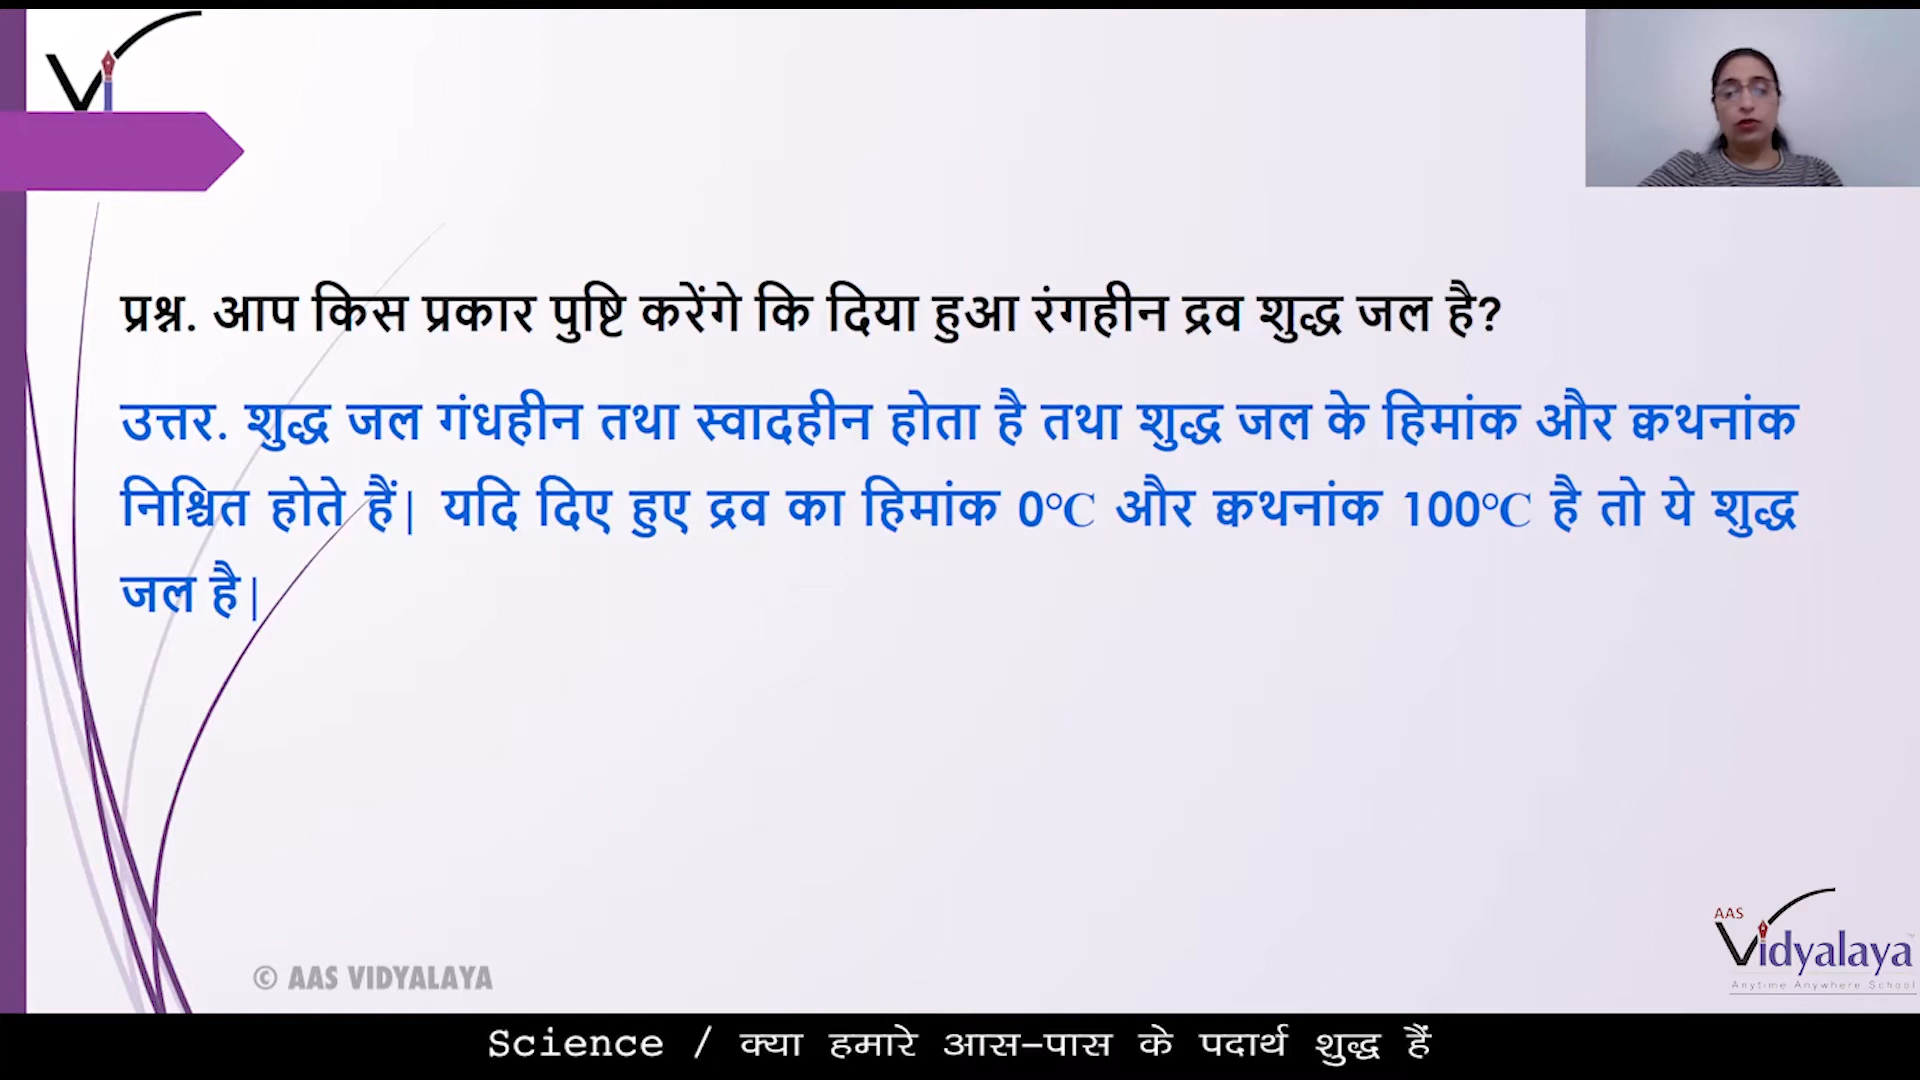 प्रश्न. आप किस प्रकार पुष्टि करेंगे कि दिया हुआ रंगहीन द्रव शुद्ध जल है?
उत्तर. शुद्ध जल गंधहीन तथा स्वादहीन होता है तथा शुद्ध जल के हिमांक और क्वथनांक
निश्चित होते हैं| यदि दिए हुए द्रव का हिमांक 0°C और क्वथनांक 100°C है तो ये शुद्ध
जल है|
AAS
Vidyalaya
Anytime Anywhere School
© AAS VIDYALAYA
Science / क्या हमारे आस-पास के पदार्थ शुद्ध हैं